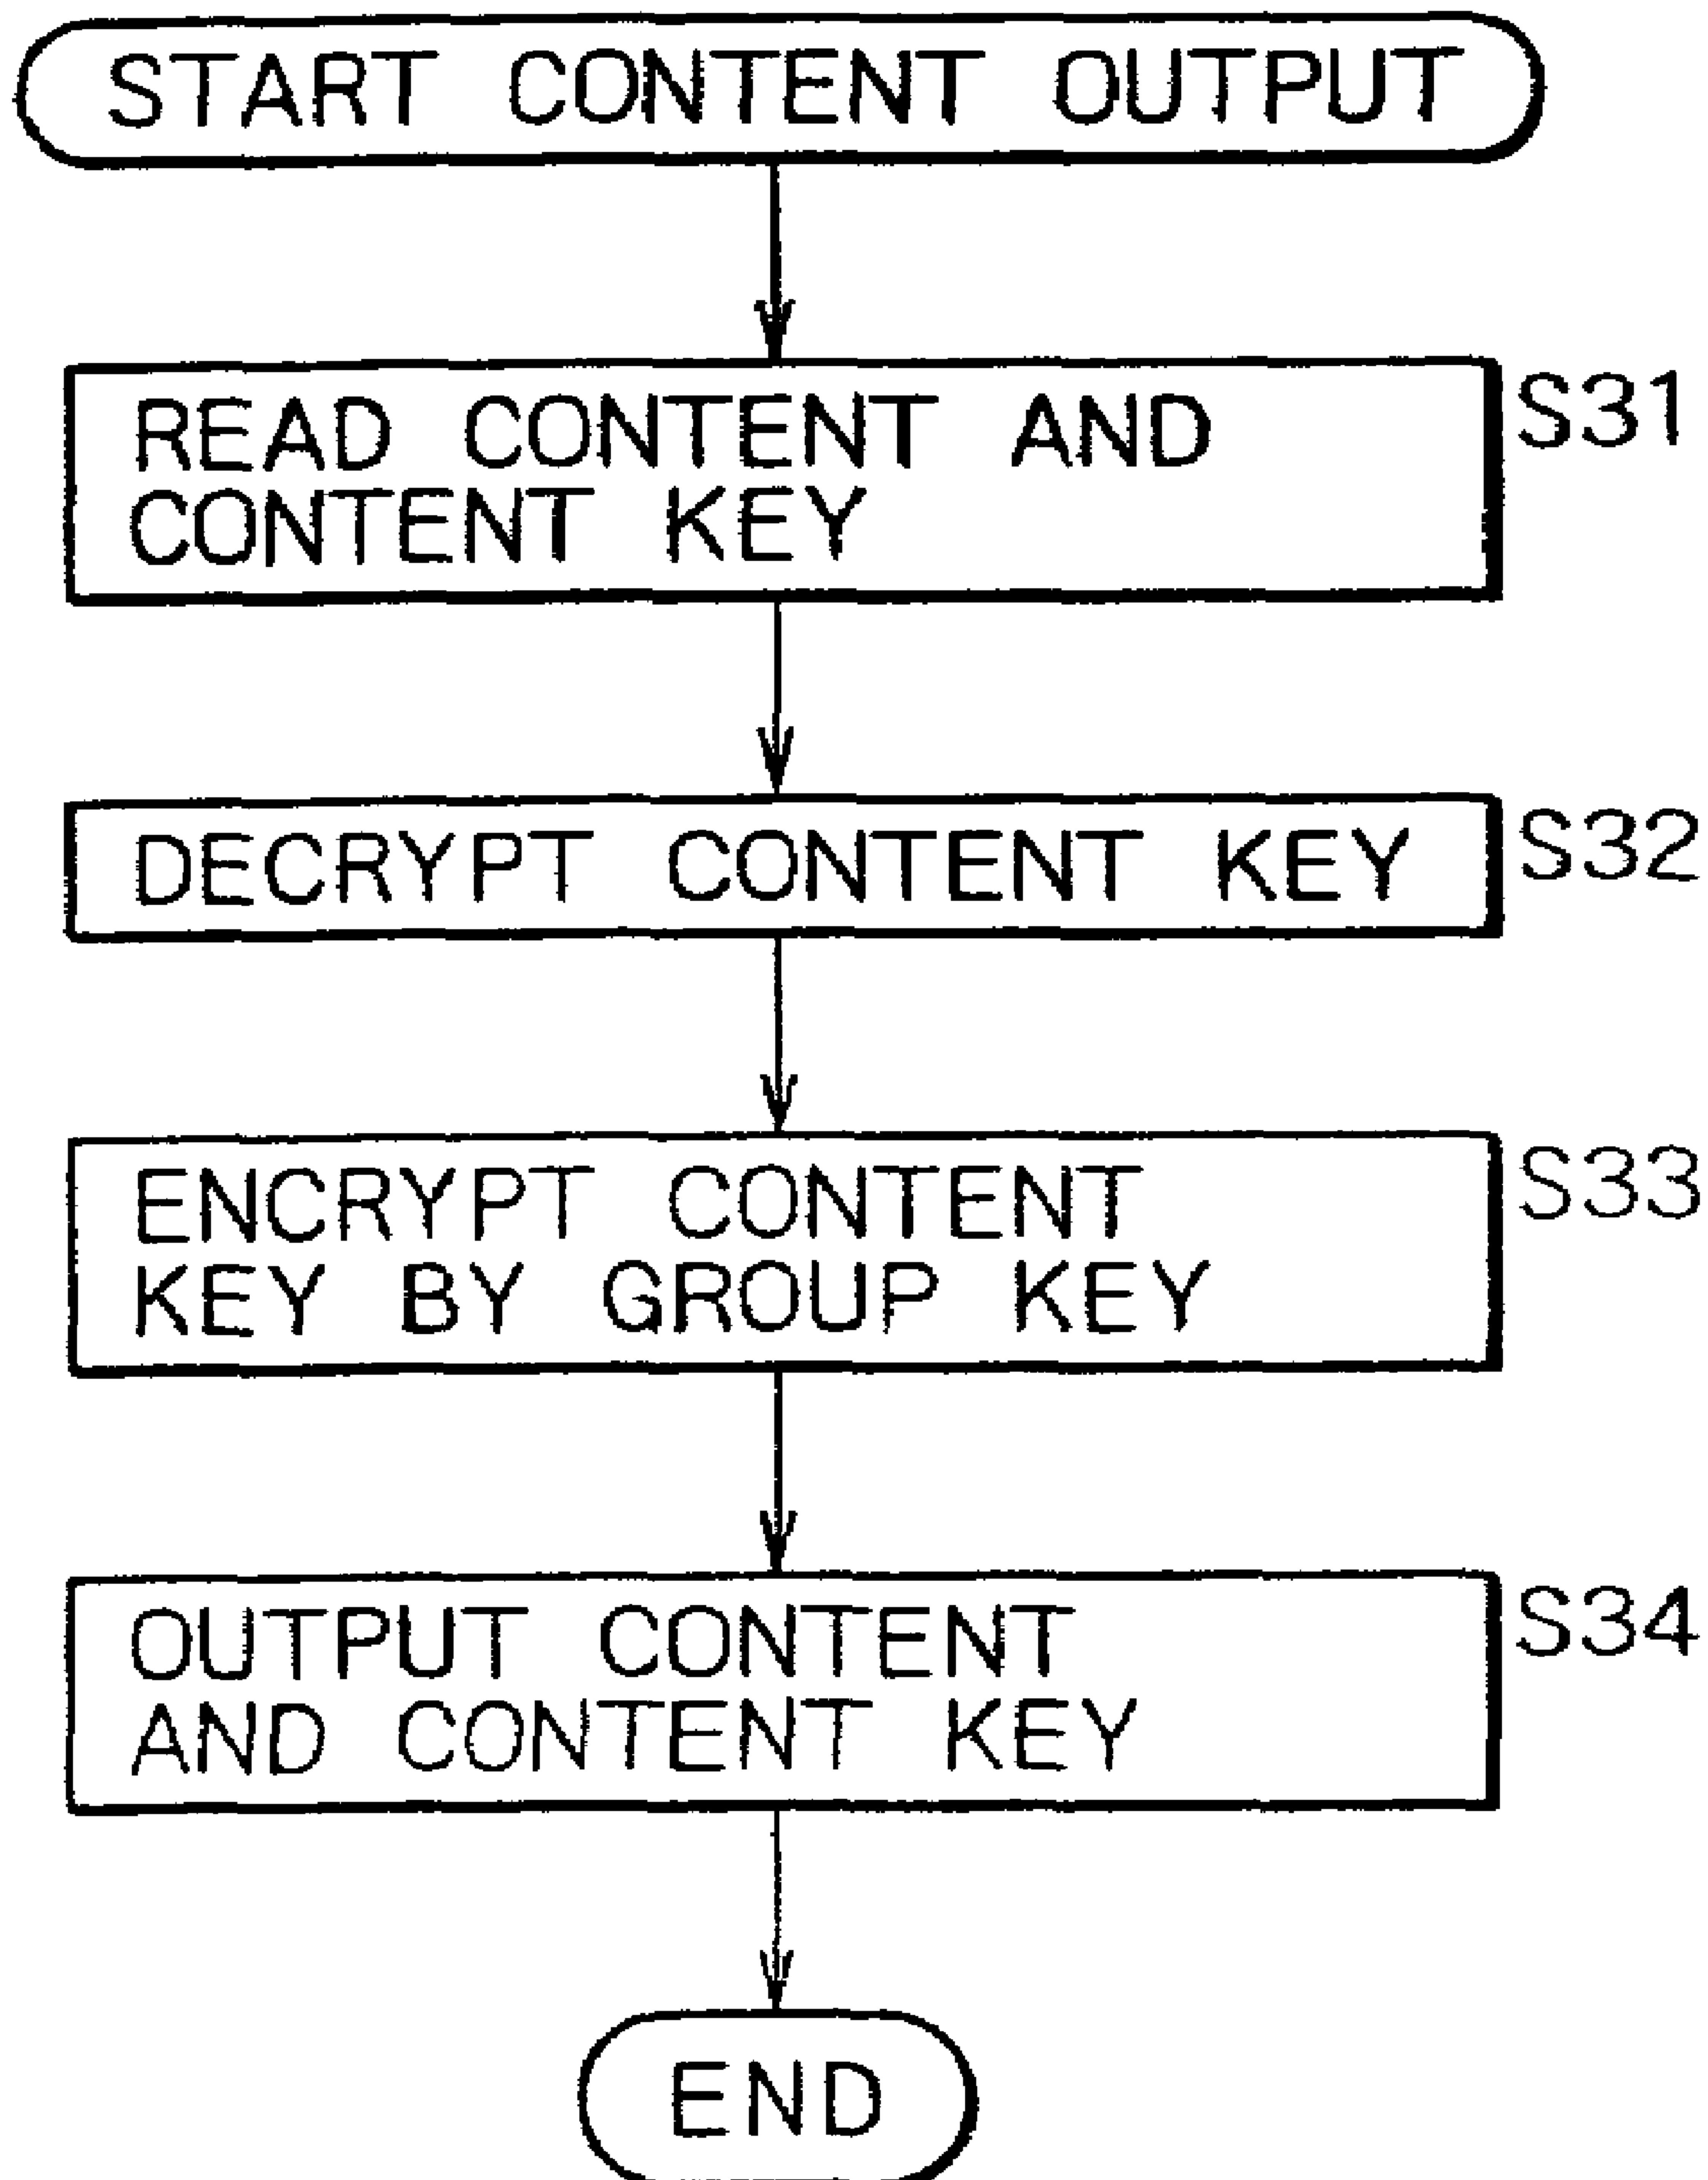 START CONTENT OUTPUT
READ CONTENT AND
CONTENT KEY
S31
DECRYPT CONTENT KEY
S32
ENCRYPT CONTENT
KEY BY GROUP KEY
S33
OUTPUT CONTENT
AND CONTENT KEY
S34
END